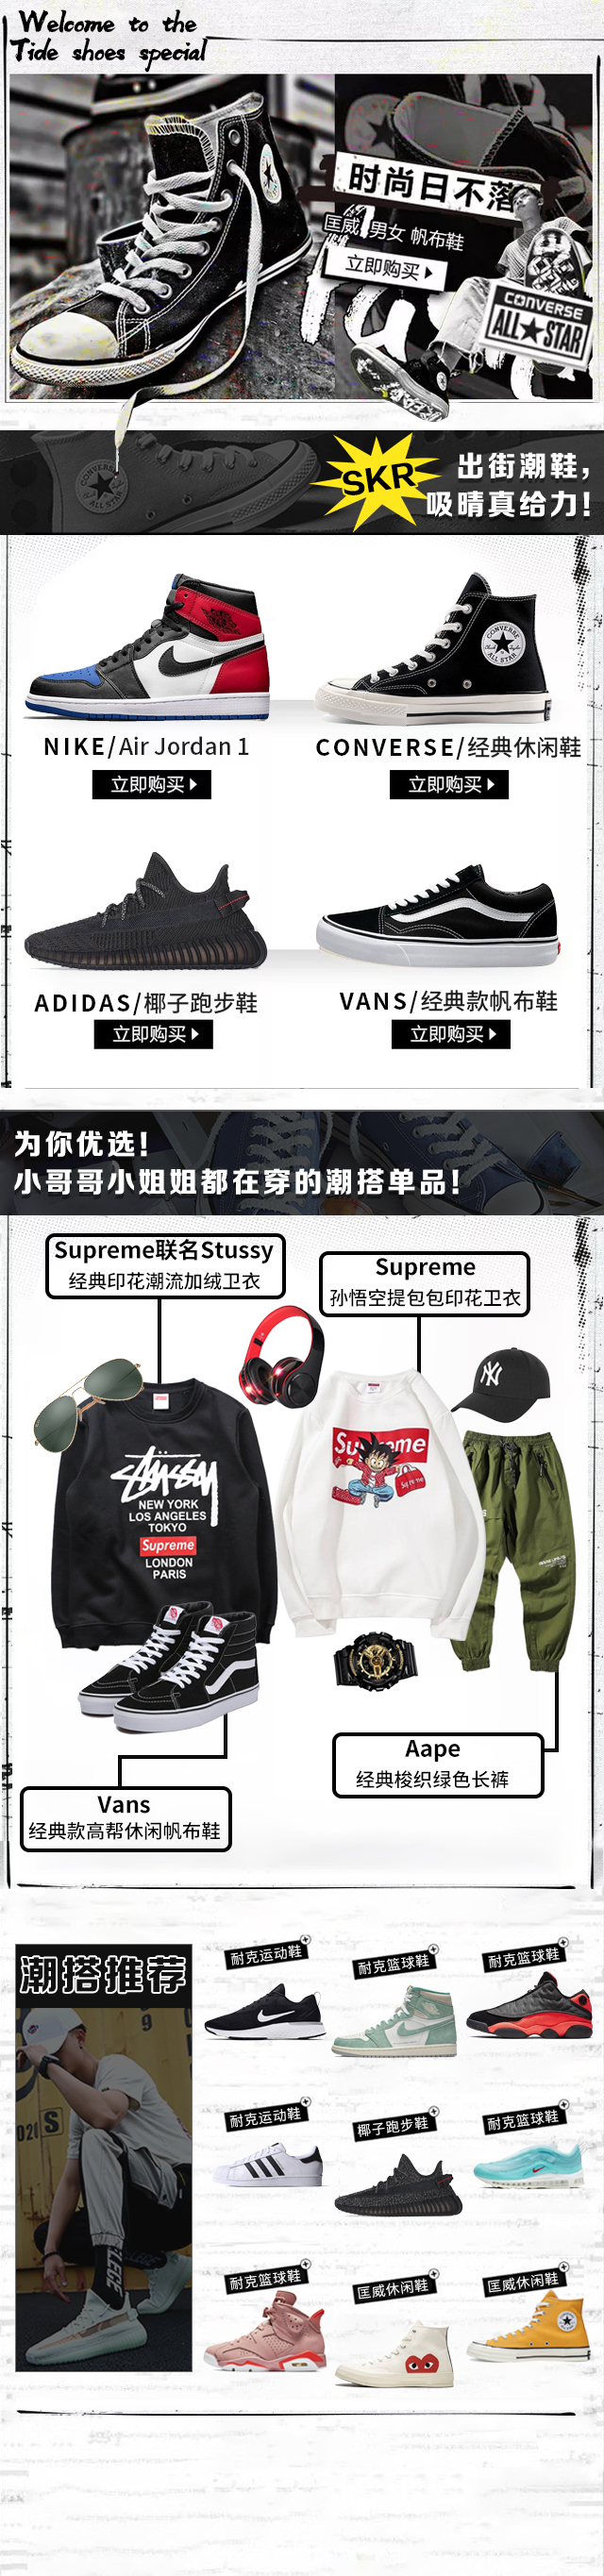 Welcome to the
Tide shoes special
时尚日不落
匡威 男女 帆布鞋
立即购买
CONVERSE
ALL★STAR
CONVERSE
ALL STAR
SKR
出街潮鞋,
吸晴真给力!
CONVERSE
ALL STAR
NIKE/Air Jordan 1
CONVERSE/经典休闲鞋
立即购买
立即购买
ADIDAS/椰子跑步鞋
VANS/经典款帆布鞋
立即购买
立即购买
为你优选!
小哥哥小姐姐都在穿的潮搭单品!
Supreme联名Stussy
经典印花潮流加绒卫衣
Supreme
孙悟空提包包印花卫衣
NY
Stüssy
NEW YORK
LOS ANGELES
TOKYO
Supreme
LONDON
PARIS
Aape
经典梭织绿色长裤
Vans
经典款高帮休闲帆布鞋
潮搭推荐
耐克运动鞋
耐克篮球鞋
耐克篮球鞋
耐克运动鞋
椰子跑步鞋
耐克篮球鞋
耐克篮球鞋
匡威休闲鞋
匡威休闲鞋